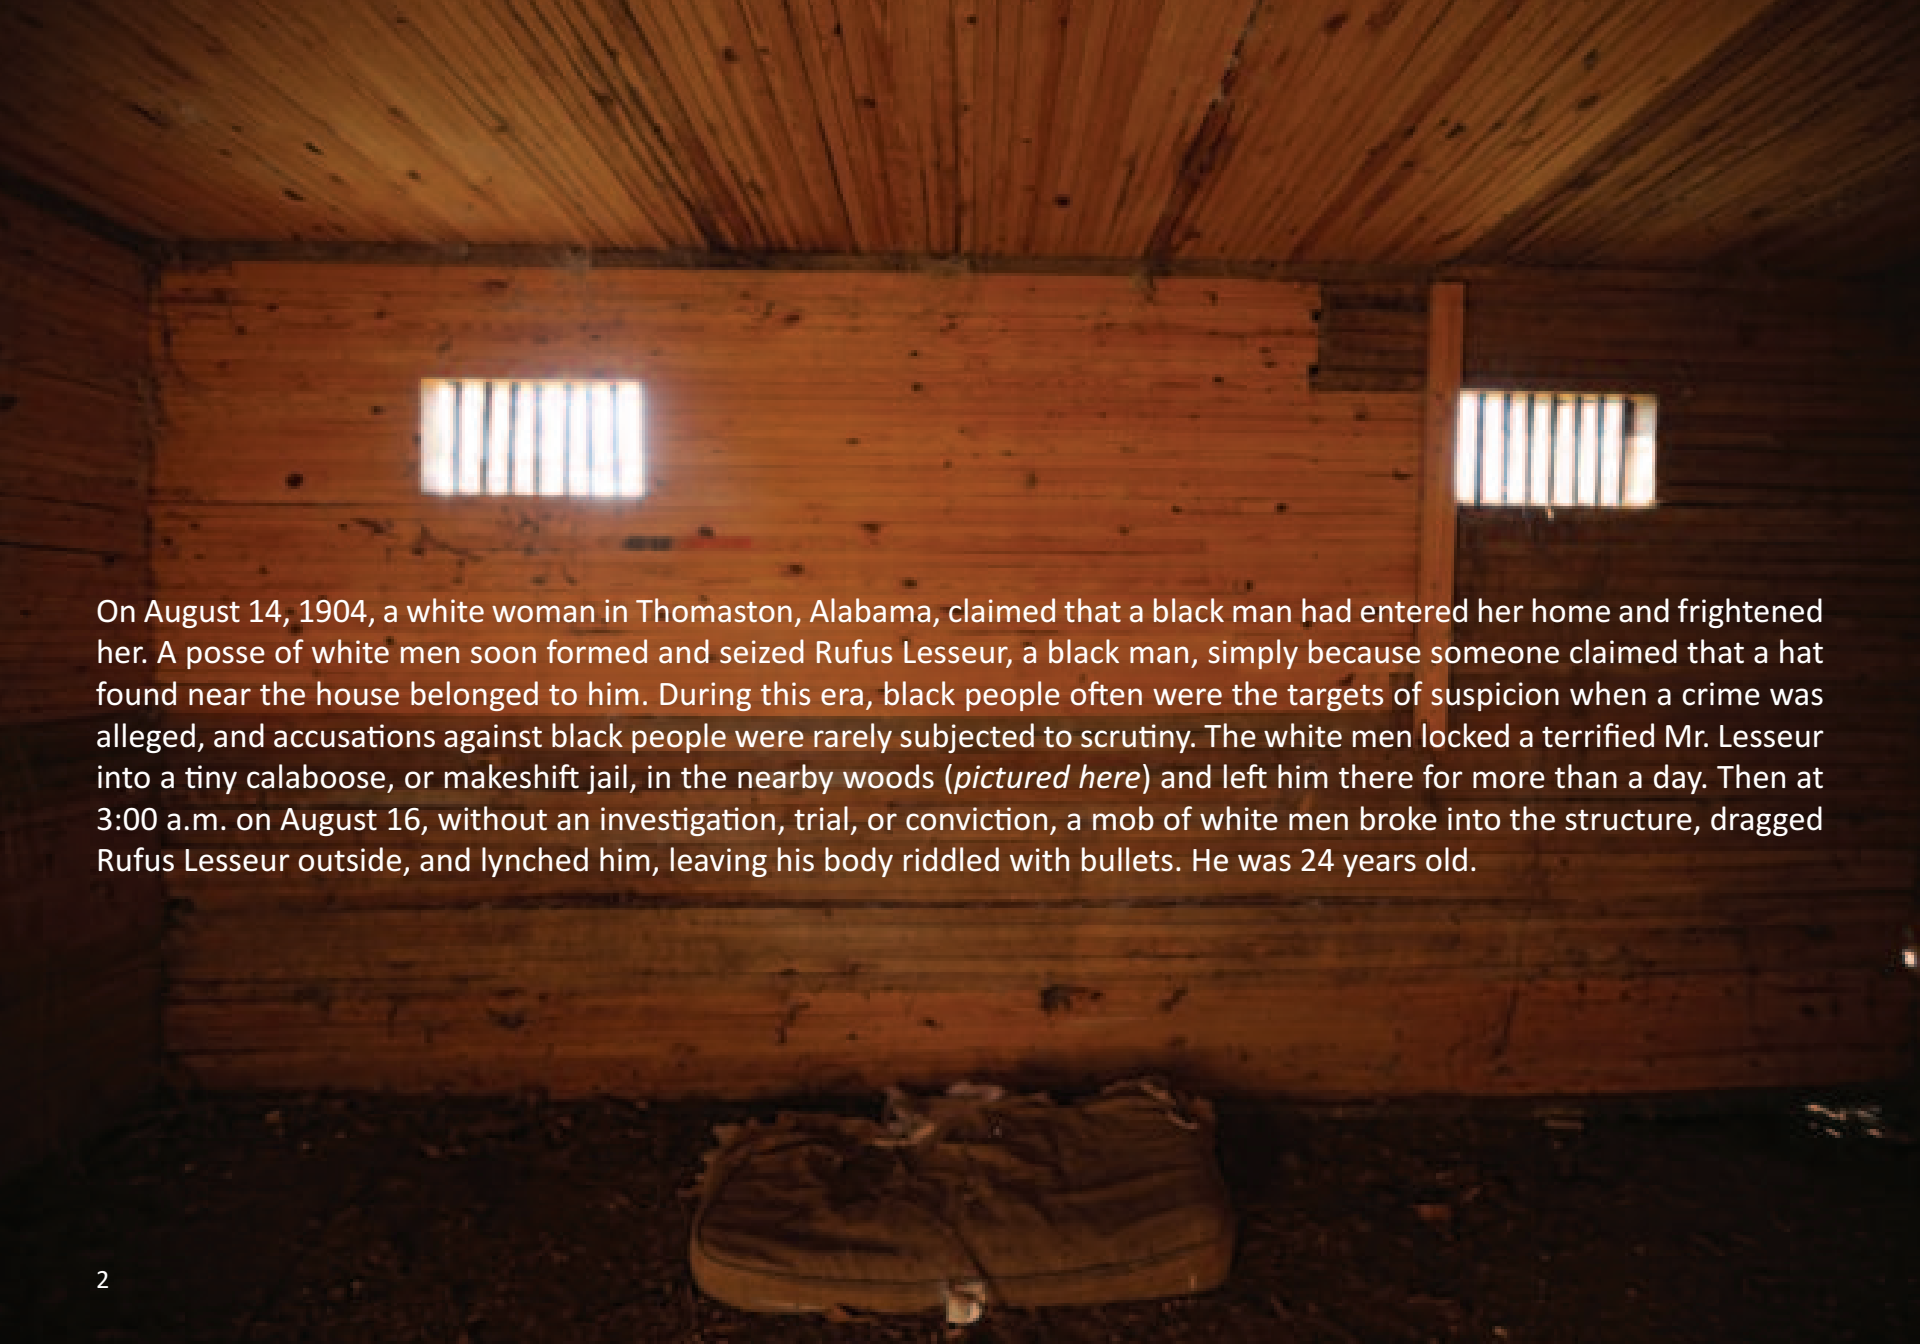 On August 14, 1904, a white woman in Thomaston, Alabama, claimed that a black man had entered her home and frightened
her. A posse of white men soon formed and seized Rufus Lesseur, a black man, simply because someone claimed that a hat
found near the house belonged to him. During this era, black people often were the targets of suspicion when a crime was
alleged, and accusations against black people were rarely subjected to scrutiny. The white men locked a terrified Mr. Lesseur
into a tiny calaboose, or makeshift jail, in the nearby woods (pictured here) and left him there for more than a day. Then at
3:00 a.m. on August 16, without an investigation, trial, or conviction, a mob of white men broke into the structure, dragged
Rufus Lesseur outside, and lynched him, leaving his body riddled with bullets. He was 24 years old.
2